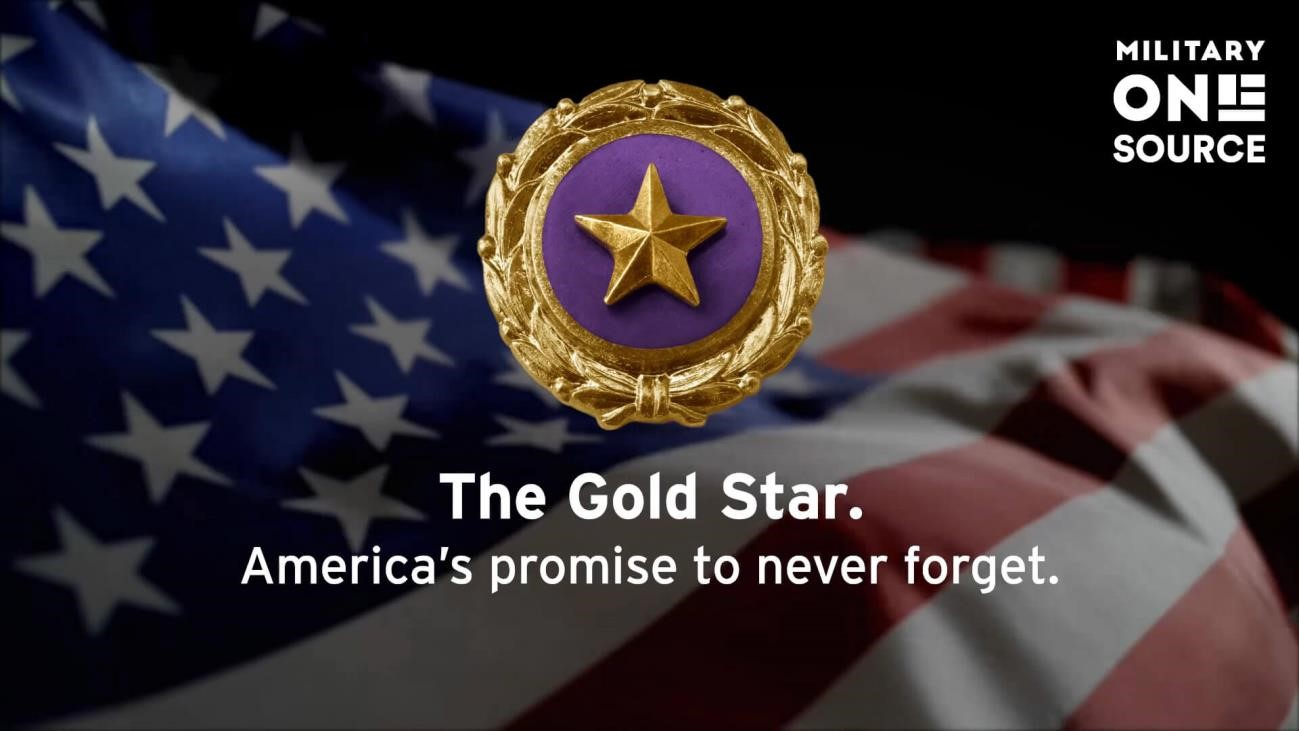 MILITARY
ONE
SOURCE
The Gold Star.
America's promise to never forget.